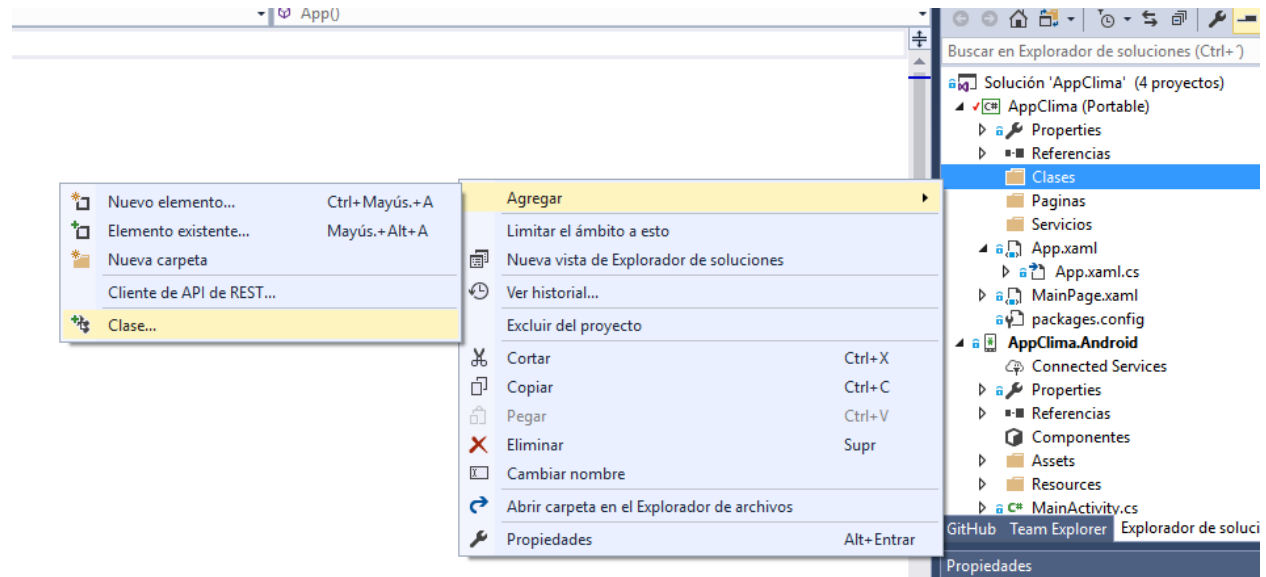 App()
Buscar en Explorador de soluciones (Ctrl+´)
Solución 'AppClima' (4 proyectos)
C# AppClima (Portable)
Properties
Referencias
Clases
Paginas
Servicios
App.xaml
App.xaml.cs
MainPage.xaml
packages.config
AppClima.Android
Connected Services
Properties
Referencias
Componentes
Assets
Resources
C# MainActivity.cs
GitHub Team Explorer Explorador de soluci
Propiedades
Agregar
Limitar el ámbito a esto
Nueva vista de Explorador de soluciones
Ver historial...
Excluir del proyecto
Cortar Ctrl+X
Copiar Ctrl+C
Pegar Ctrl+V
Eliminar Supr
Cambiar nombre
Abrir carpeta en el Explorador de archivos
Propiedades Alt+Entrar
Nuevo elemento... Ctrl+Mayús.+A
Elemento existente... Mayús.+Alt+A
Nueva carpeta
Cliente de API de REST...
Clase...